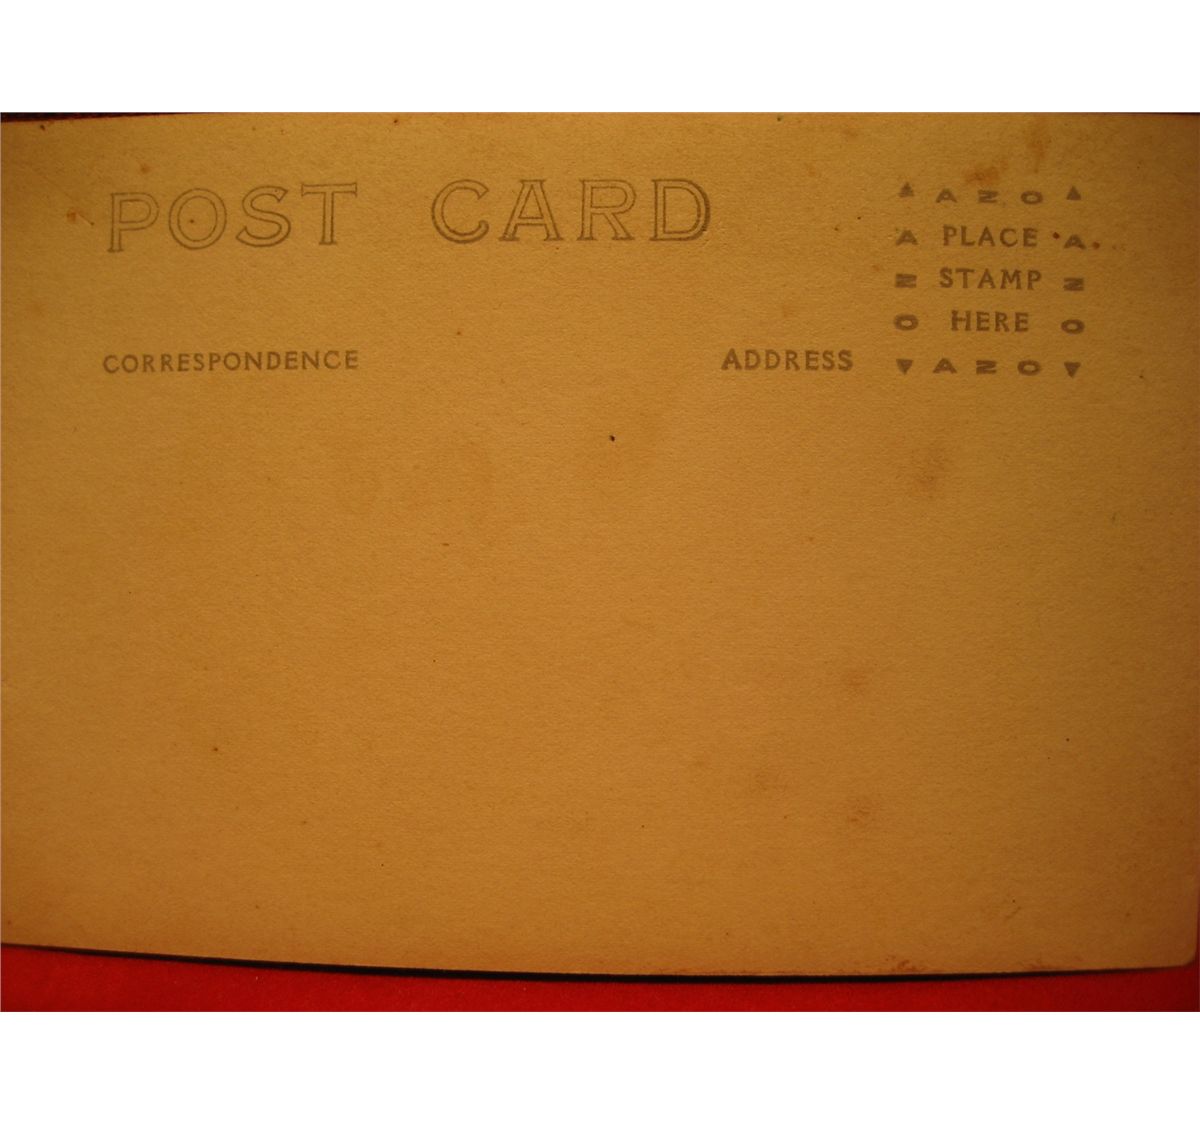 POST CARD
▲ AZO ▲
A PLACE A
Z STAMP Z
O HERE O
▼ AZO ▼
CORRESPONDENCE
ADDRESS